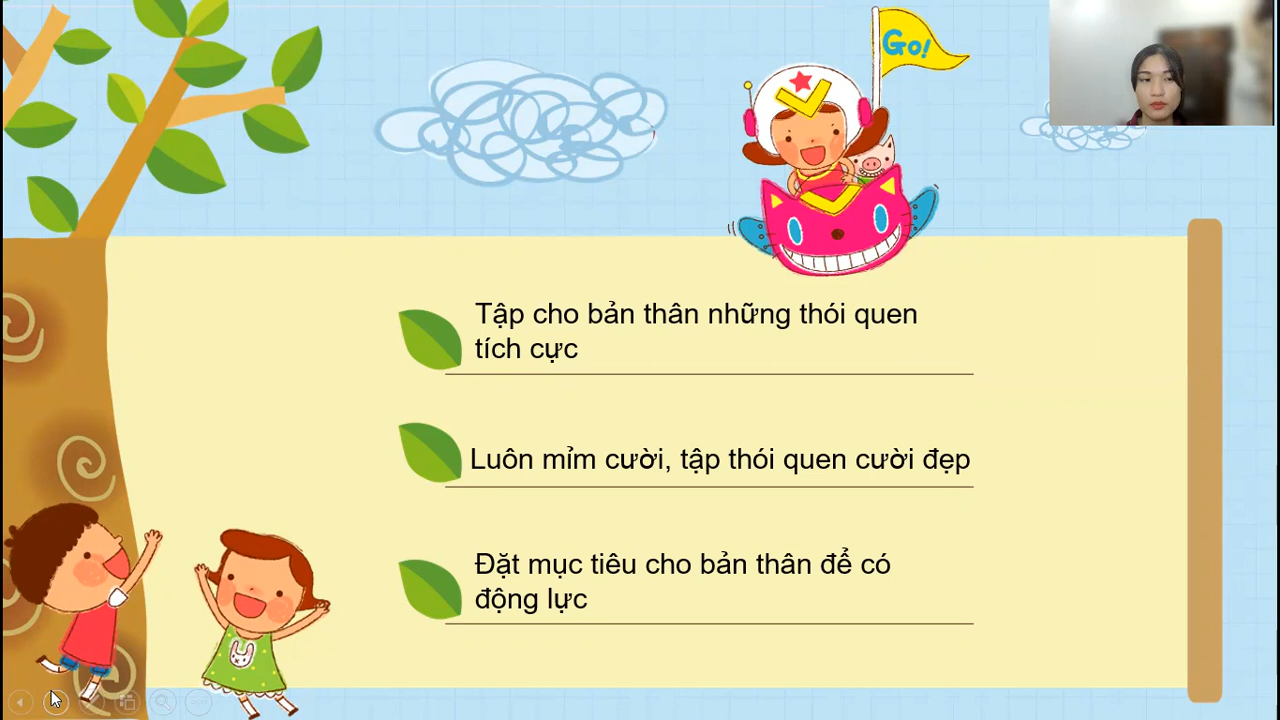 Go!
Tập cho bản thân những thói quen
tích cực
Luôn mỉm cười, tập thói quen cười đẹp
Đặt mục tiêu cho bản thân để có
động lực